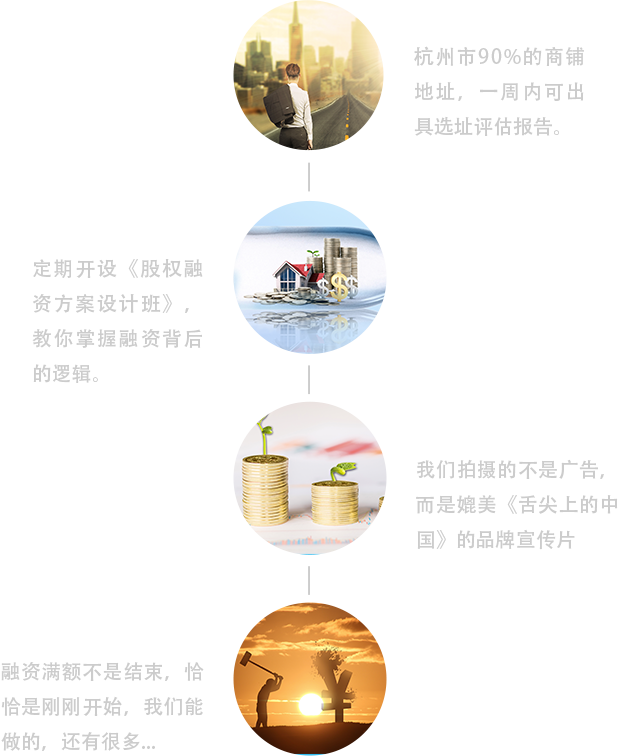 杭州市90%的商铺
地址，一周内可出
具选址评估报告。
定期开设《股权融
资方案设计班》，
教你掌握融资背后
的逻辑。
我们拍摄的不是广告，
而是媲美《舌尖上的中
国》的品牌宣传片
融资满额不是结束，恰
恰是刚刚开始，我们能
做的，还有很多...